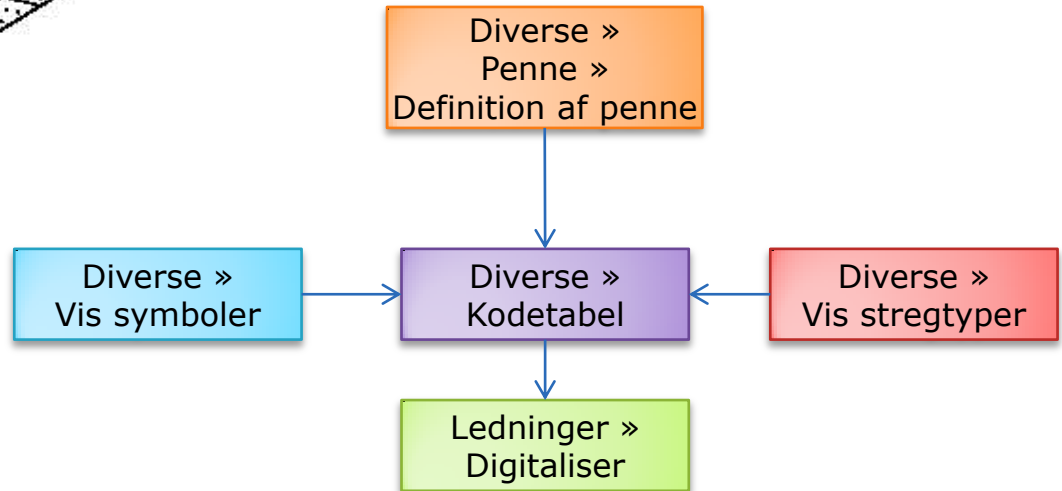 Diverse »
Penne »
Definition af penne
Diverse »
Vis symboler
Diverse »
Kodetabel
Diverse »
Vis stregtyper
Ledninger »
Digitaliser